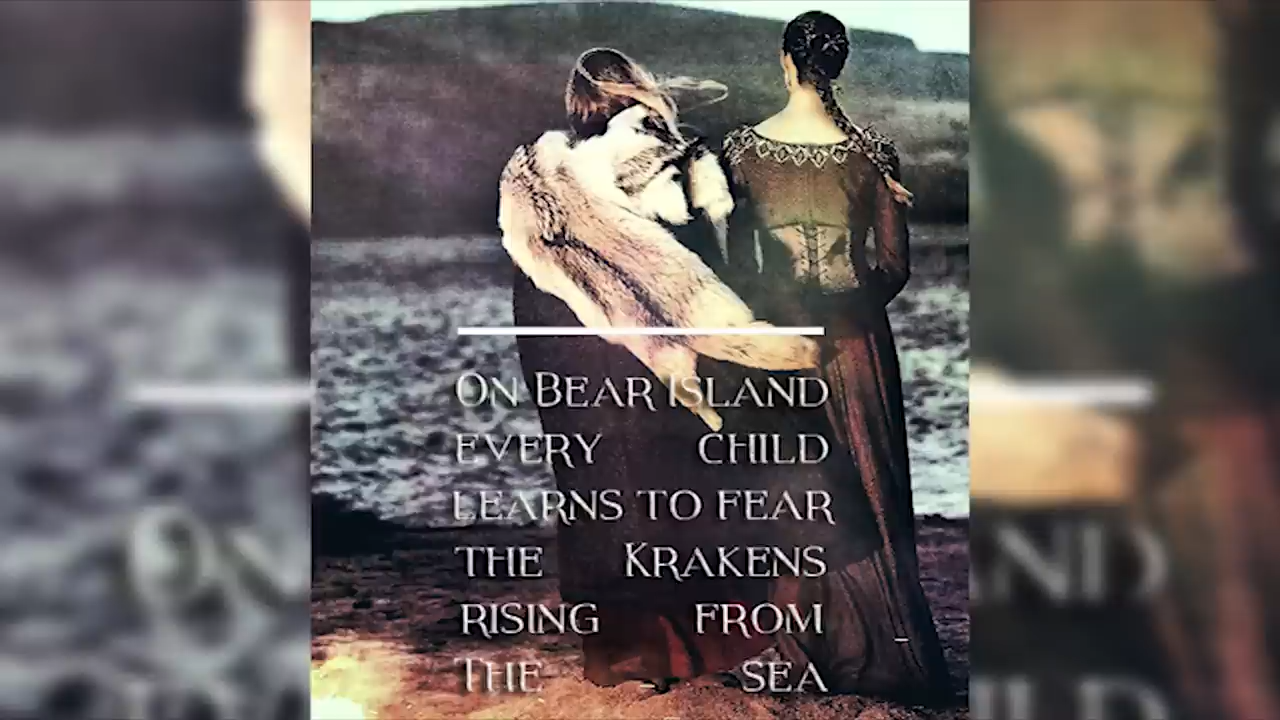 On Bear Island
every child
learns to fear
the Krakens
rising from
The sea